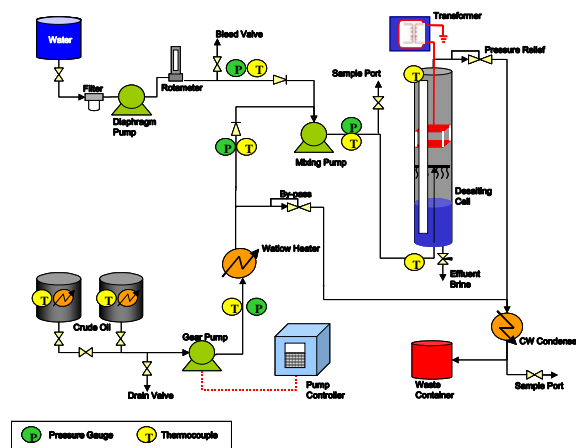 Transformer
Water
Bleed Valve
Pressure Relief
P
T
Filter
Rotameter
Sample Port
T
Diaphragm
Pump
P
T
P
T
Mixing Pump
By-pass
Desalting
Cell
Watlow Heater
T
Effluent
Brine
T
T
Crude Oil
T
P
Gear Pump
CW Condense
Pump
Controller
Waste
Container
Sample Port
Drain Valve
P
Pressure Gauge
T
Thermocouple